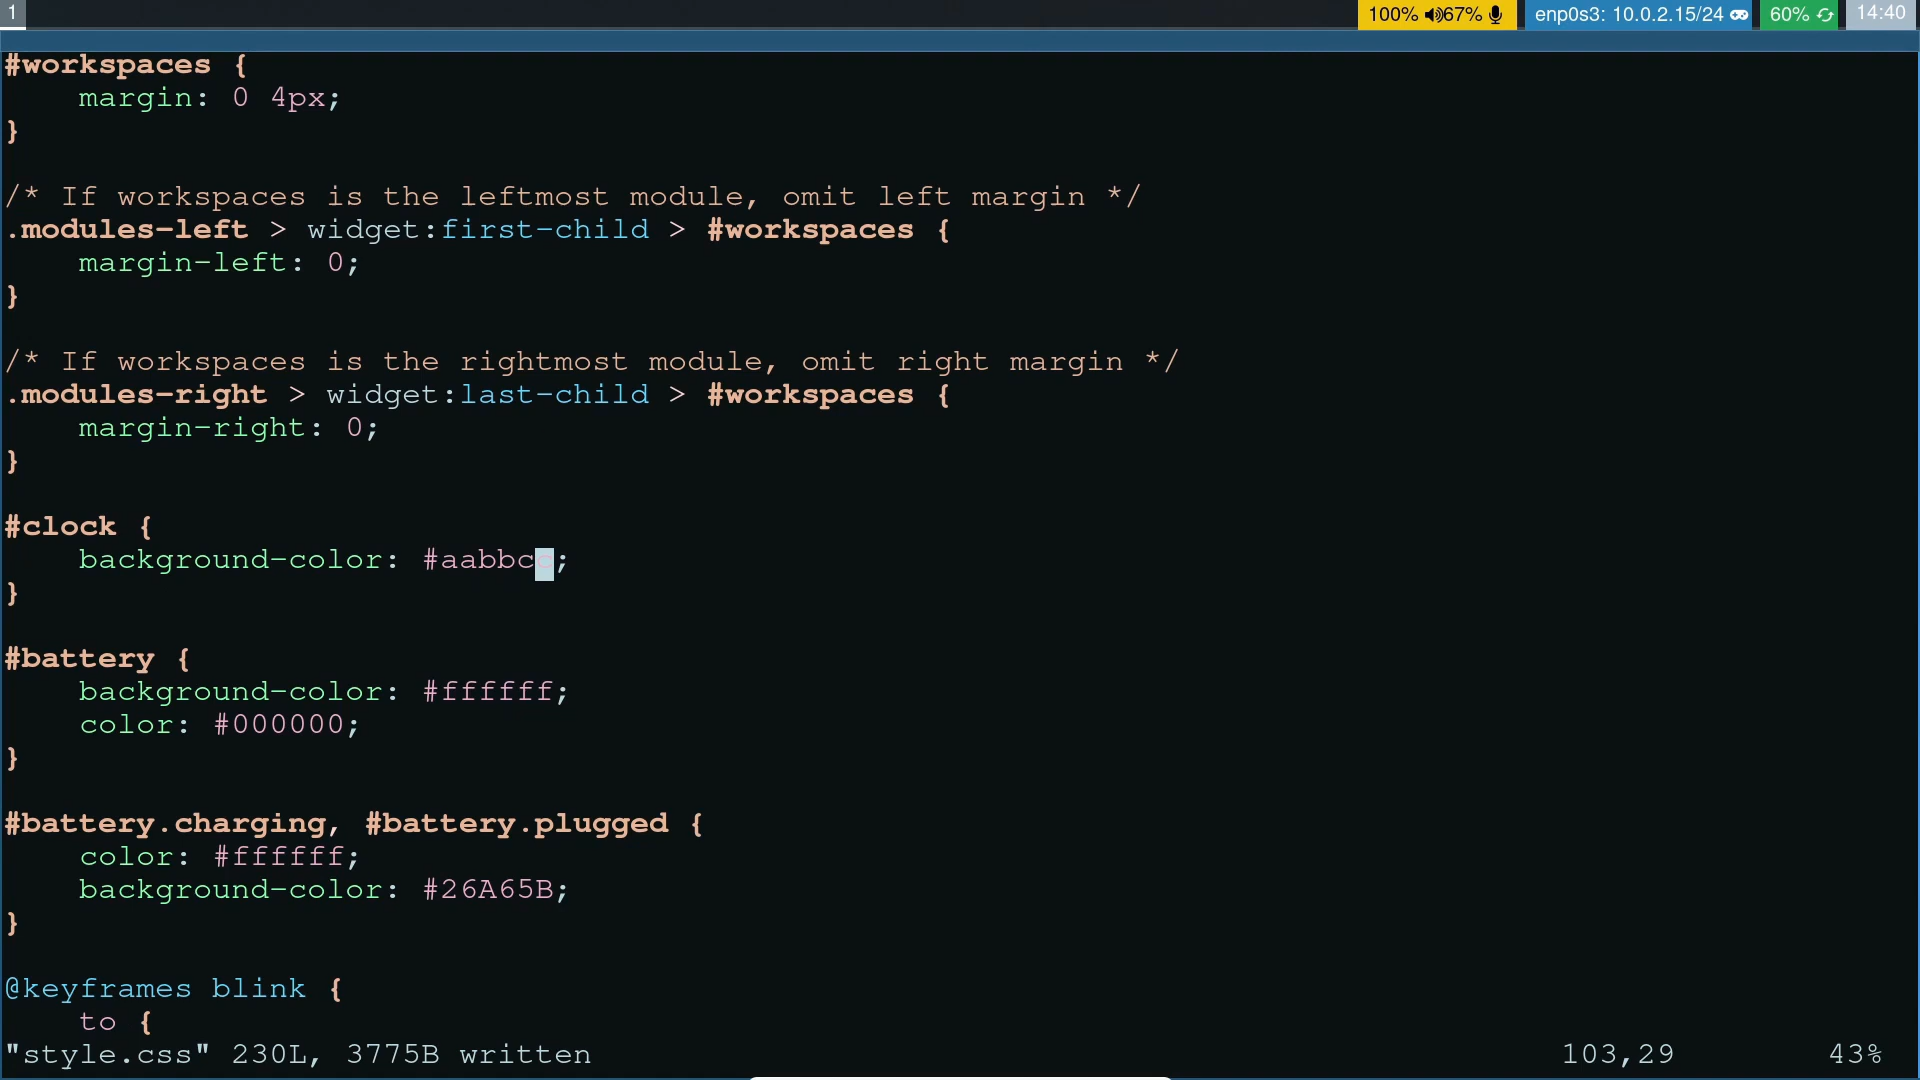 1 100% 67% enp0s3: 10.0.2.15/24 60% 14:40
#workspaces {
    margin: 0 4px;
}

/* If workspaces is the leftmost module, omit left margin */
.modules-left > widget:first-child > #workspaces {
    margin-left: 0;
}

/* If workspaces is the rightmost module, omit right margin */
.modules-right > widget:last-child > #workspaces {
    margin-right: 0;
}

#clock {
    background-color: #aabbcc;
}

#battery {
    background-color: #ffffff;
    color: #000000;
}

#battery.charging, #battery.plugged {
    color: #ffffff;
    background-color: #26A65B;
}

@keyframes blink {
    to {
"style.css" 230L, 3775B written 103,29 43%